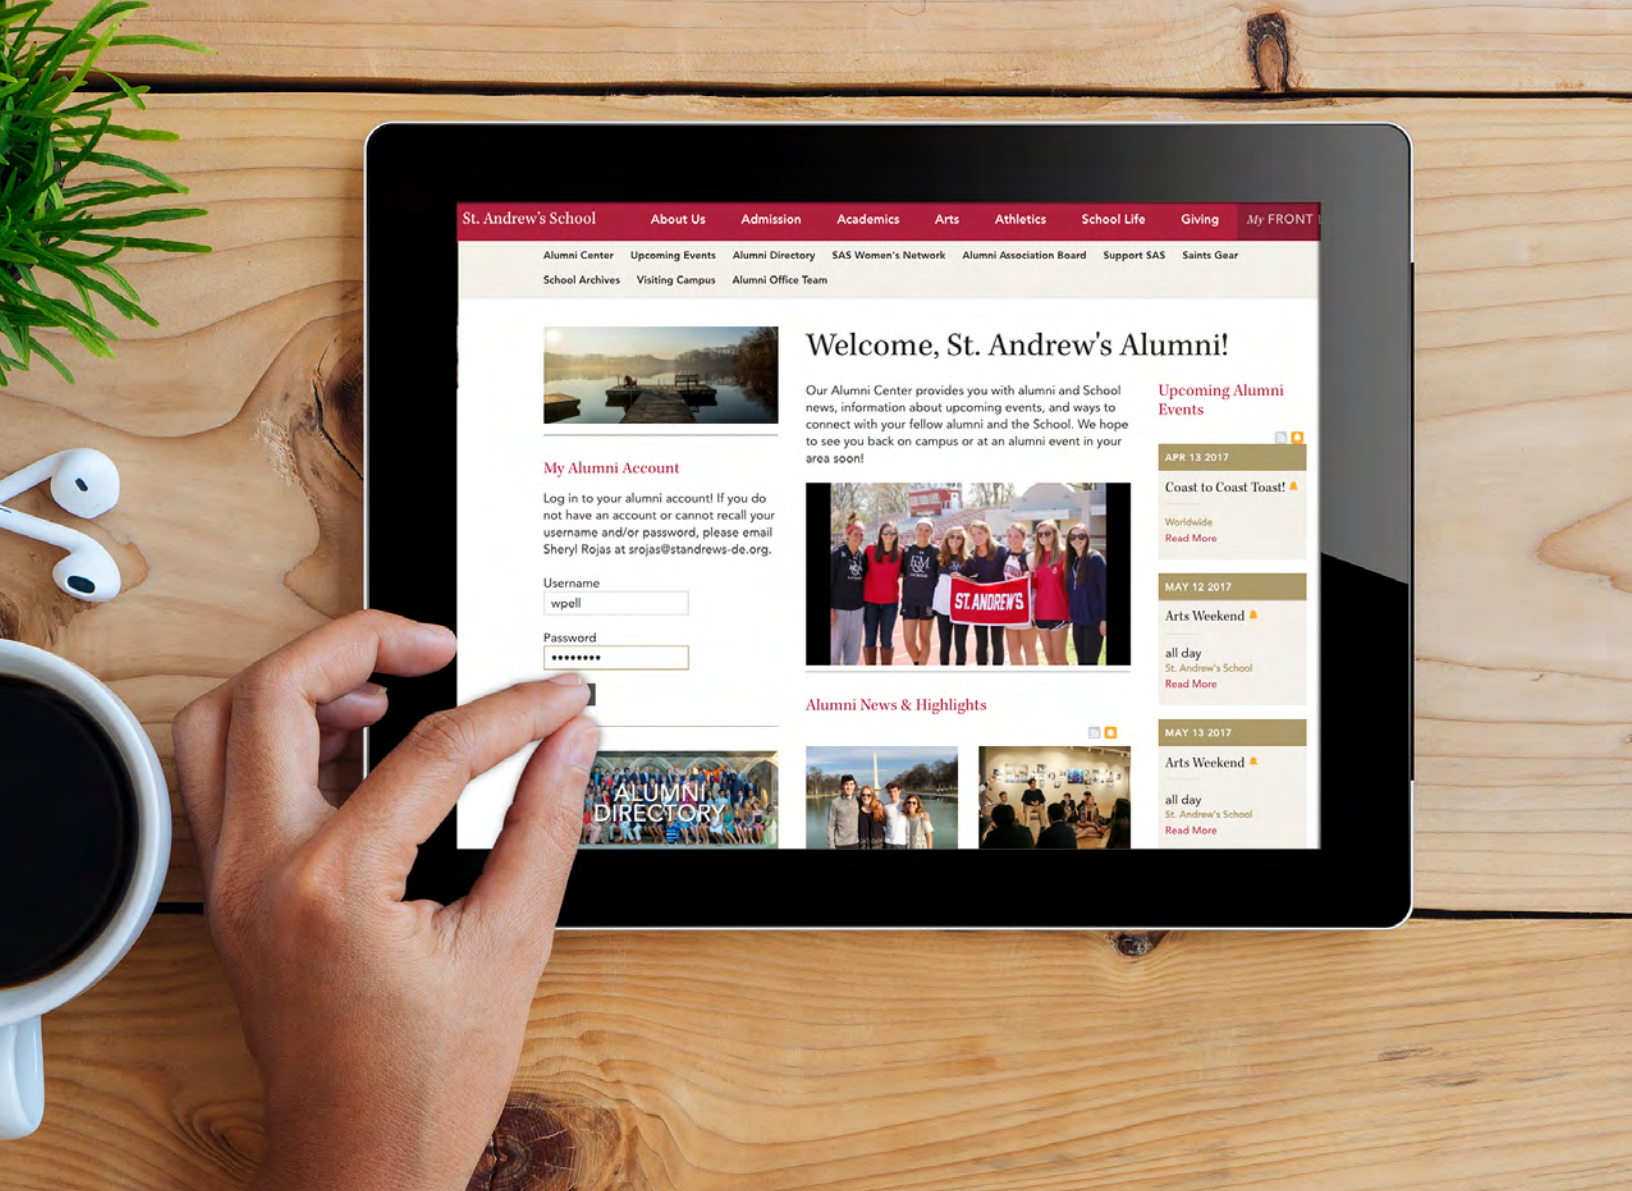 St. Andrew's School
About Us
Admission
Academics
Arts
Athletics
School Life
Giving
My FRONT
Alumni Center
Upcoming Events
Alumni Directory
SAS Women's Network
Alumni Association Board
Support SAS
Saints Gear
School Archives
Visiting Campus
Alumni Office Team
My Alumni Account
Log in to your alumni account! If you do
not have an account or cannot recall your
username and/or password, please email
Sheryl Rojas at srojas@standrews-de.org.
Username
wpell
Password
••••••••
ALUMNI
DIRECTORY
Welcome, St. Andrew's Alumni!
Our Alumni Center provides you with alumni and School
news, information about upcoming events, and ways to
connect with your fellow alumni and the School. We hope
to see you back on campus or at an alumni event in your
area soon!
F&M
ST. ANDREW'S
Alumni News & Highlights
Upcoming Alumni
Events
APR 13 2017
Coast to Coast Toast!
Worldwide
Read More
MAY 12 2017
Arts Weekend
all day
St. Andrew's School
Read More
MAY 13 2017
Arts Weekend
all day
St. Andrew's School
Read More